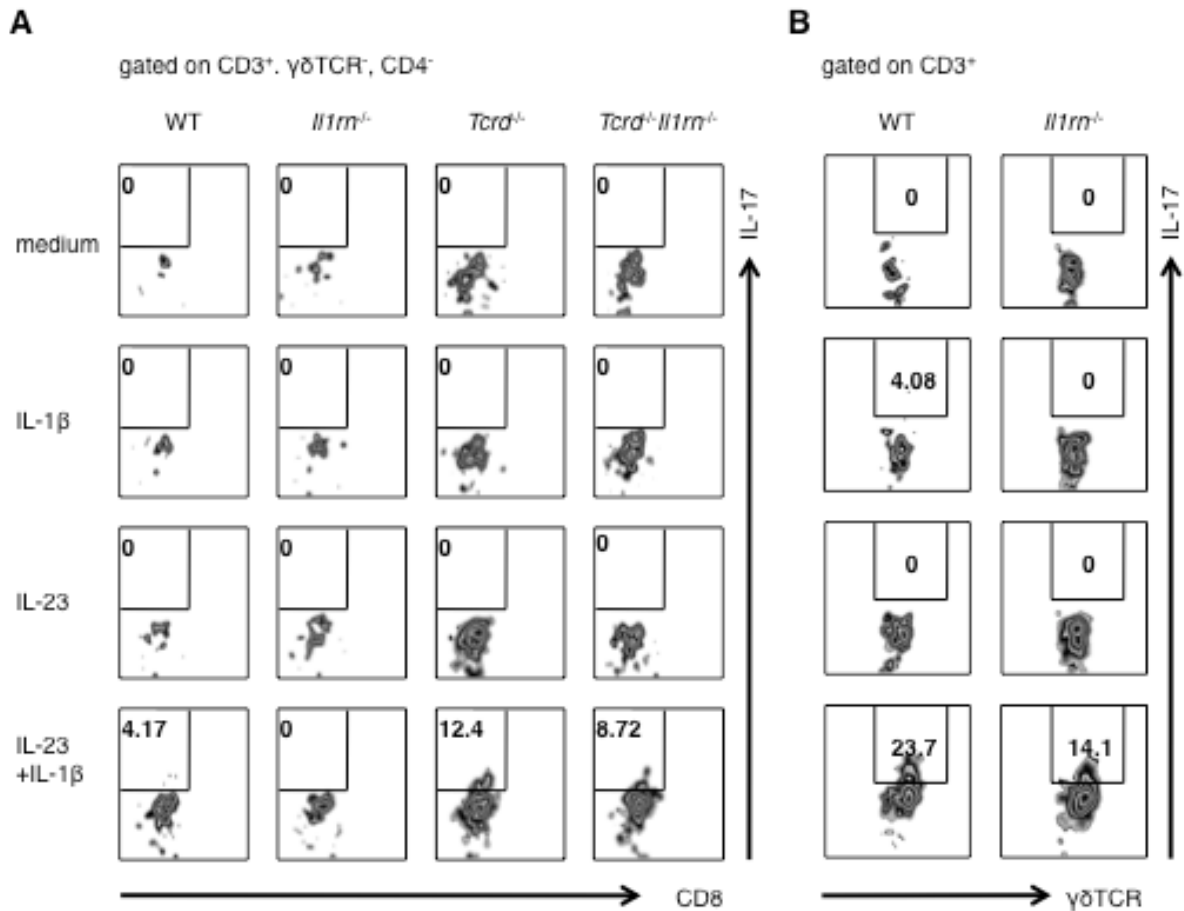 A
B
gated on CD3⁺. γδTCR⁻, CD4⁻
gated on CD3⁺
WT Il1rn⁻/⁻ Tcrd⁻/⁻ Tcrd⁻/⁻Il1rn⁻/⁻
WT Il1rn⁻/⁻
medium
0 0 0 0
0 0
IL-17
IL-17
IL-1β
0 0 0 0
4.08 0
IL-23
0 0 0 0
0 0
IL-23
+IL-1β
4.17 0 12.4 8.72
23.7 14.1
CD8
γδTCR